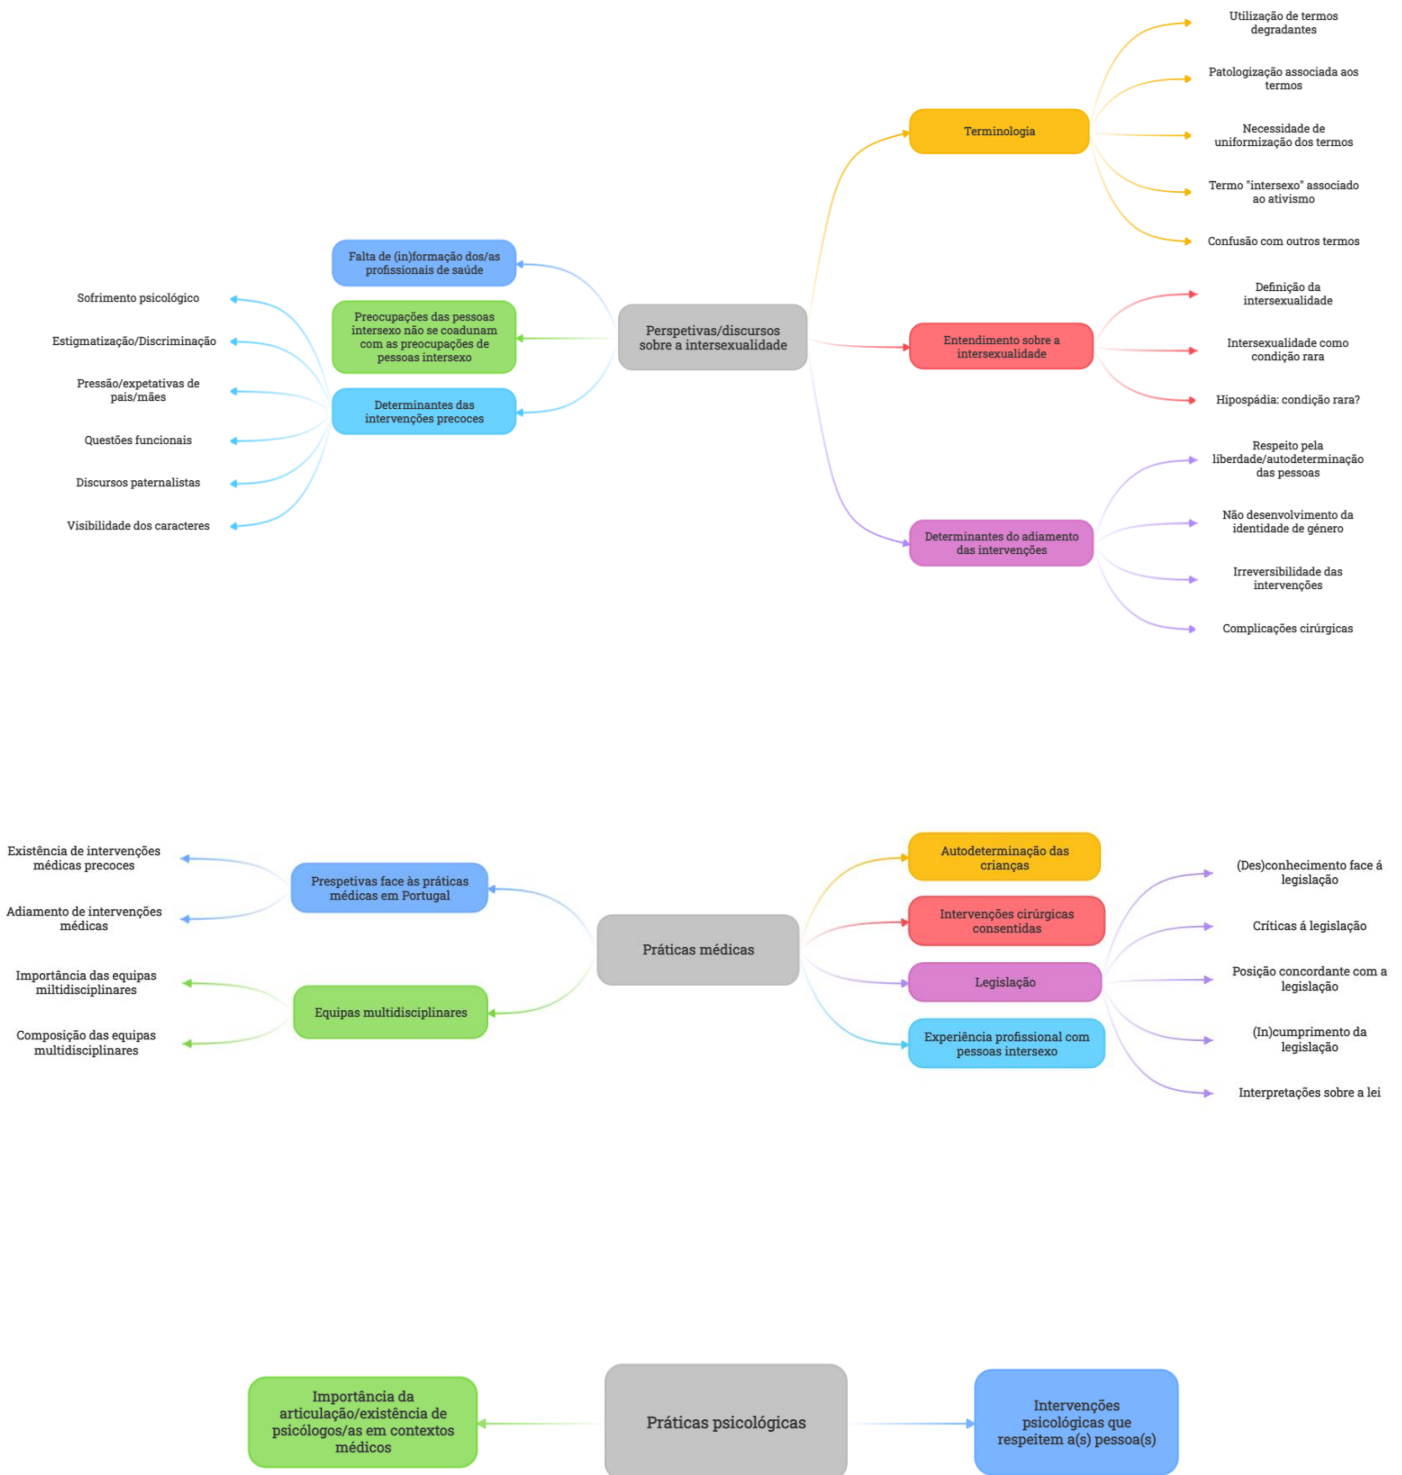 Utilização de termos
degradantes
Patologização associada aos
termos
Terminologia
Necessidade de
uniformização dos termos
Termo "intersexo" associado
ao ativismo
Confusão com outros termos
Falta de (in)formação dos/as
profissionais de saúde
Preocupações das pessoas
intersexo não se coadunam
com as preocupações de
pessoas intersexo
Determinantes das
intervenções precoces
Sofrimento psicológico
Estigmatização/Discriminação
Pressão/expetativas de
pais/mães
Questões funcionais
Discursos paternalistas
Visibilidade dos caracteres
Perspetivas/discursos
sobre a intersexualidade
Entendimento sobre a
intersexualidade
Definição da
intersexualidade
Intersexualidade como
condição rara
Hipospádia: condição rara?
Determinantes do adiamento
das intervenções
Respeito pela
liberdade/autodeterminação
das pessoas
Não desenvolvimento da
identidade de género
Irreversibilidade das
intervenções
Complicações cirúrgicas
Existência de intervenções
médicas precoces
Adiamento de intervenções
médicas
Importância das equipas
miltidisciplinares
Composição das equipas
multidisciplinares
Prespetivas face às práticas
médicas em Portugal
Equipas multidisciplinares
Práticas médicas
Autodeterminação das
crianças
Intervenções cirúrgicas
consentidas
Legislação
Experiência profissional com
pessoas intersexo
(Des)conhecimento face á
legislação
Críticas á legislação
Posição concordante com a
legislação
(In)cumprimento da
legislação
Interpretações sobre a lei
Importância da
articulação/existência de
psicólogos/as em contextos
médicos
Práticas psicológicas
Intervenções
psicológicas que
respeitem a(s) pessoa(s)